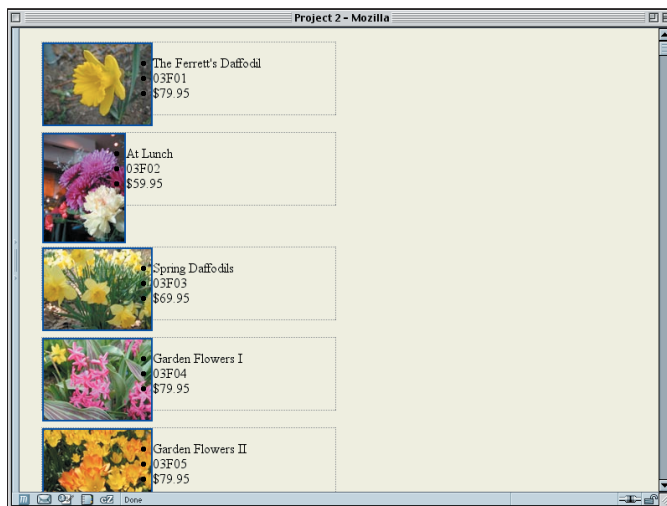 Project 2 - Mozilla
The Ferrett's Daffodil
03F01
$79.95
At Lunch
03F02
$59.95
Spring Daffodils
03F03
$69.95
Garden Flowers I
03F04
$79.95
Garden Flowers II
03F05
$79.95
Done